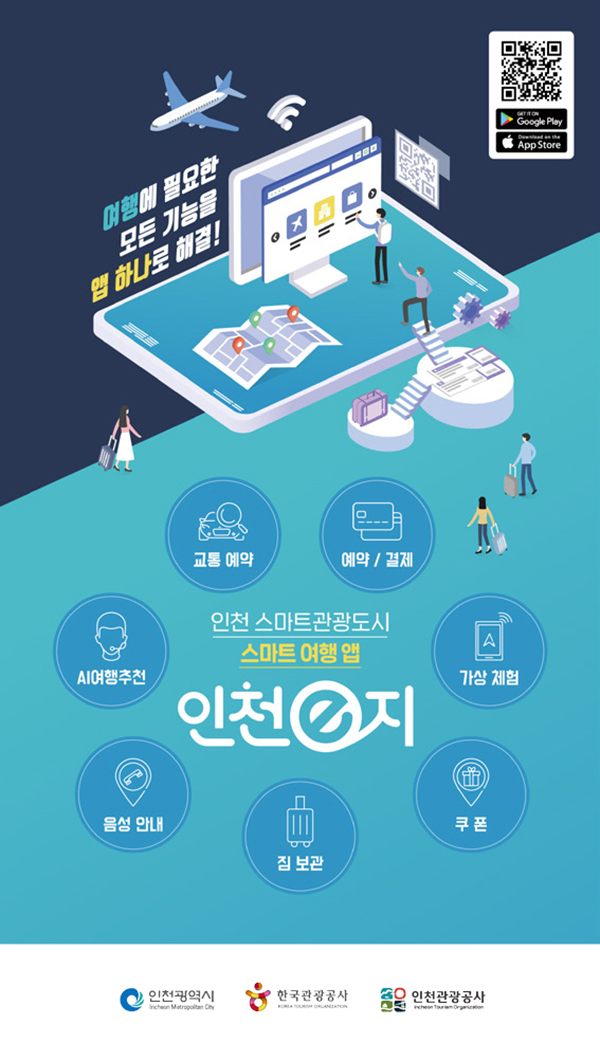 GET IT ON
Google Play
Download on the
App Store
여행에 필요한
모든 기능을
앱 하나로 해결!
교통 예약
예약 / 결제
인천 스마트관광도시
스마트 여행 앱
인천e지
AI여행추천
가상 체험
음성 안내
짐 보관
쿠 폰
인천광역시
Incheon Metropolitan City
한국관광공사
KOREA TOURISM ORGANIZATION
인천관광공사
Incheon Tourism Organization